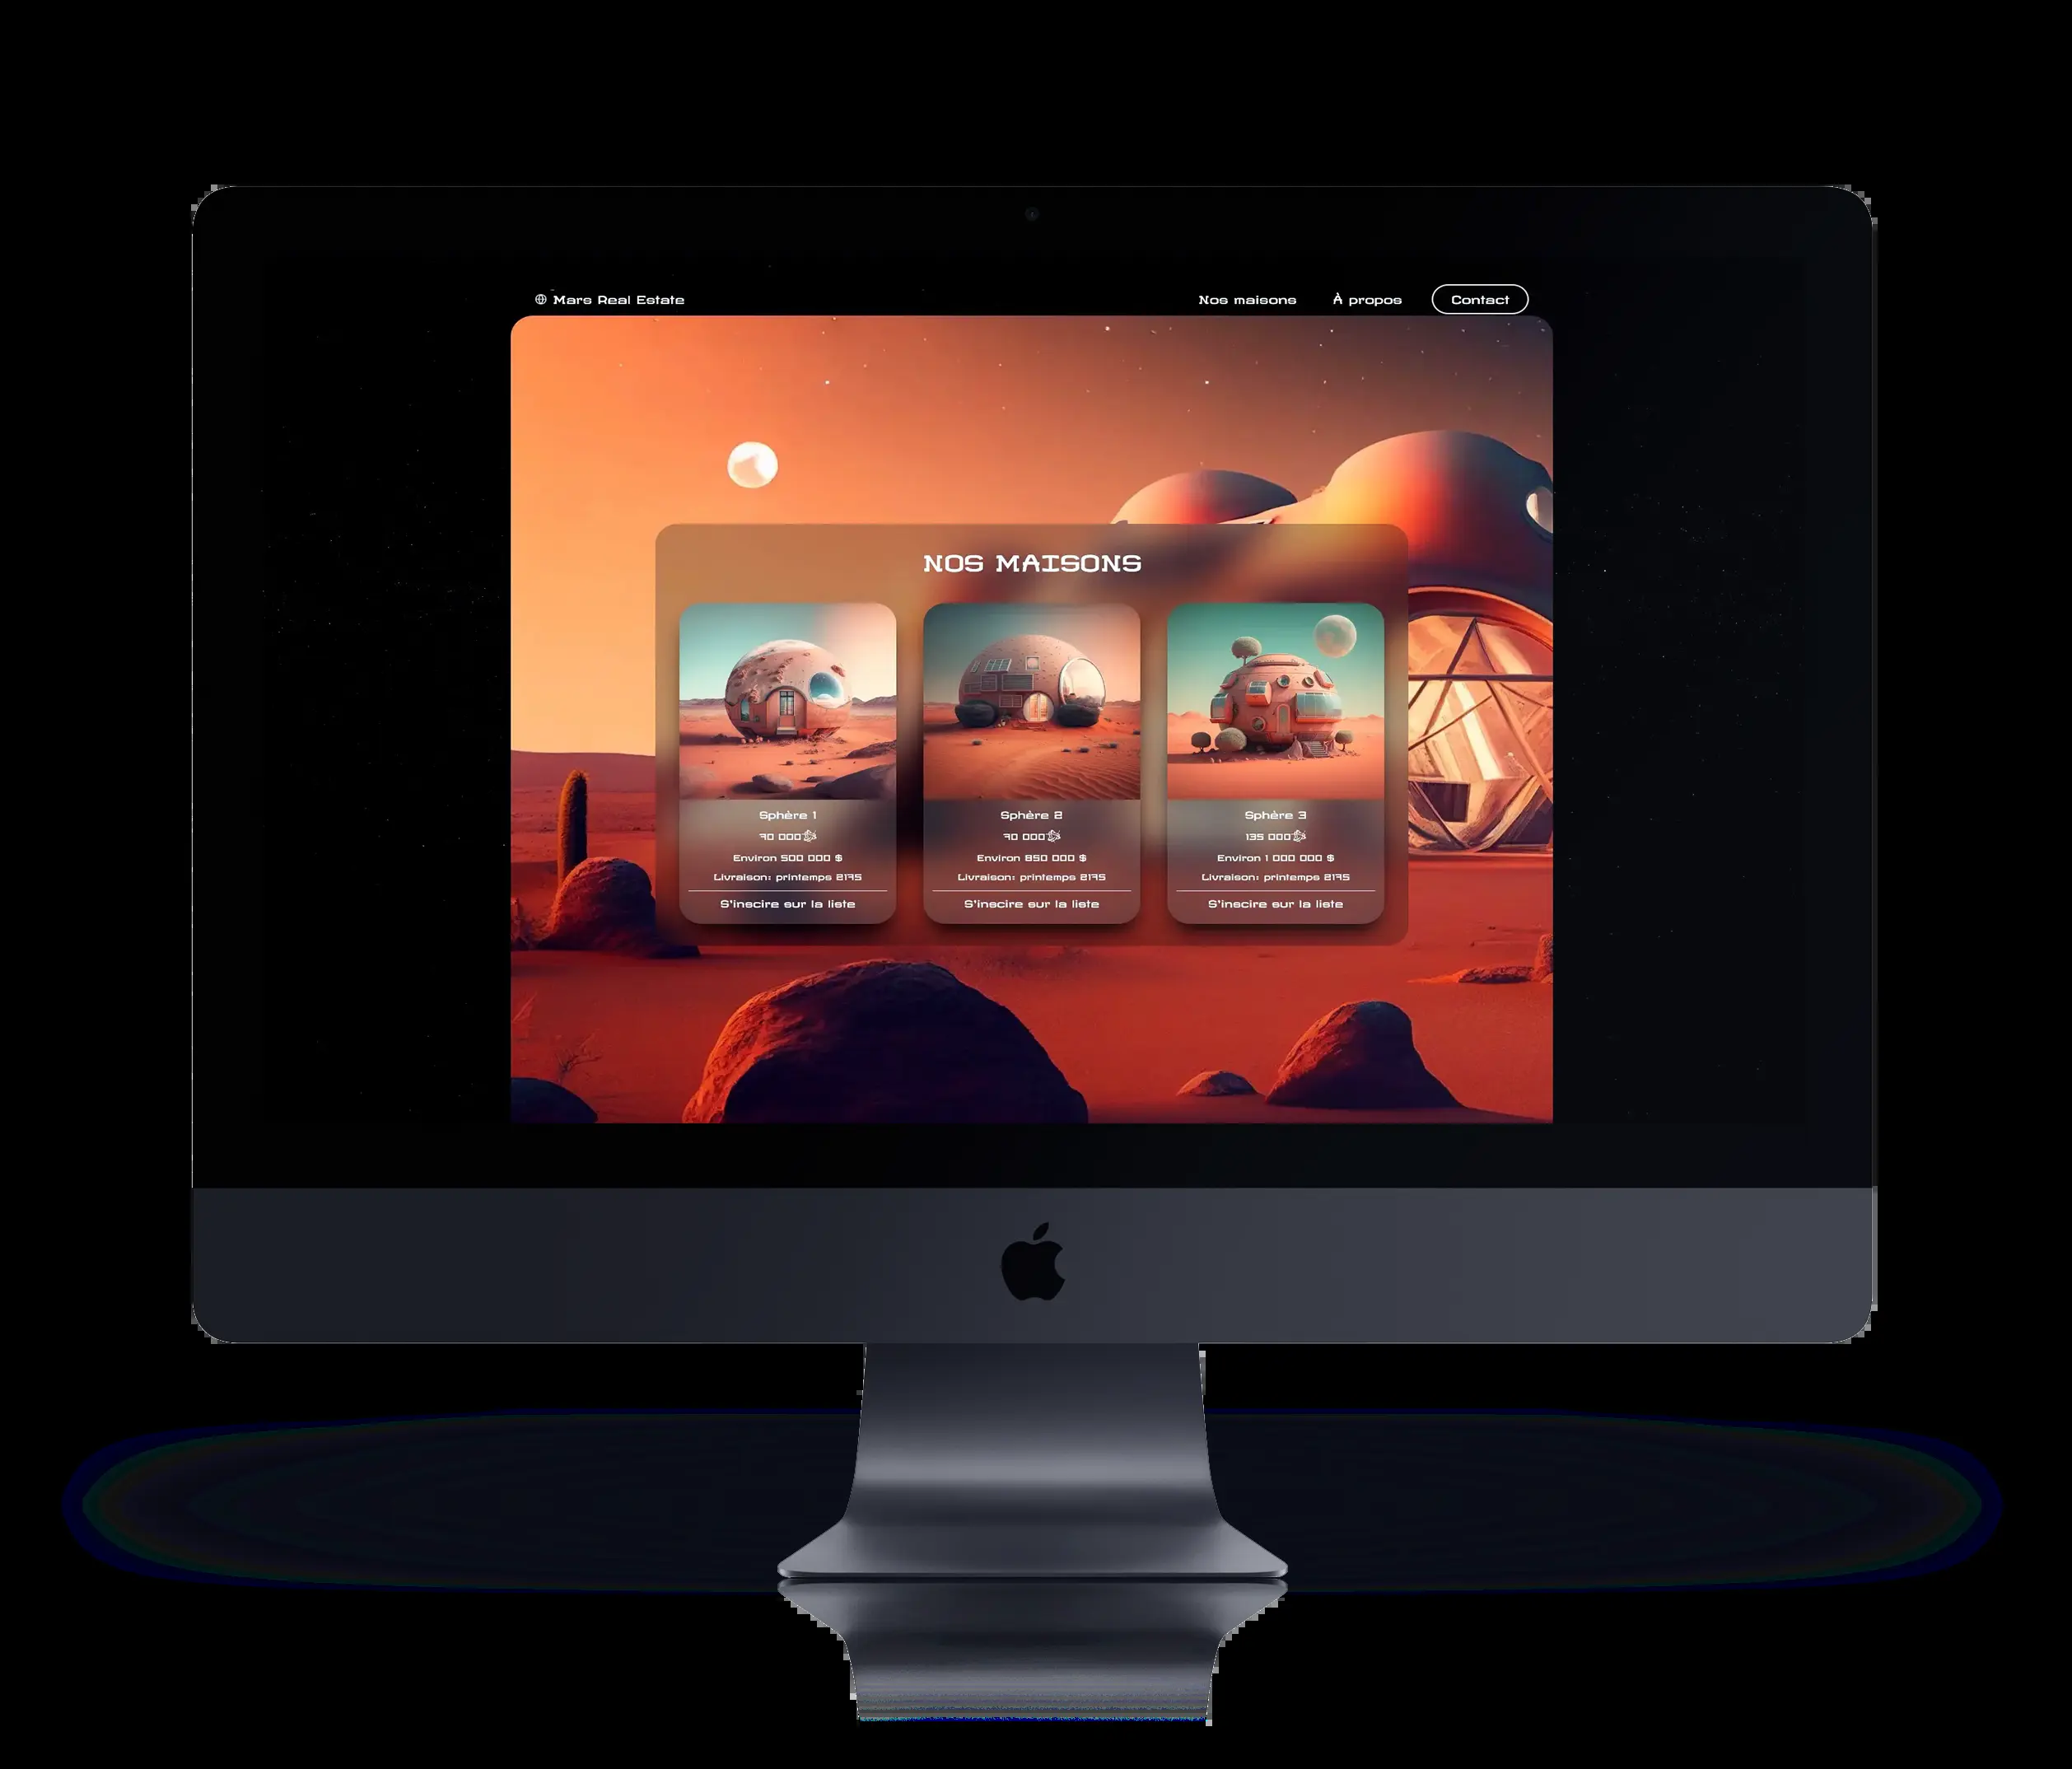 Mars Real Estate
Nos maisons À propos Contact
NOS MAISONS
Sphère 1
70 000
Environ 500 000 $
Livraison: printemps 2175
S'inscire sur la liste
Sphère 2
70 000
Environ 850 000 $
Livraison: printemps 2175
S'inscire sur la liste
Sphère 3
135 000
Environ 1 000 000 $
Livraison: printemps 2175
S'inscire sur la liste